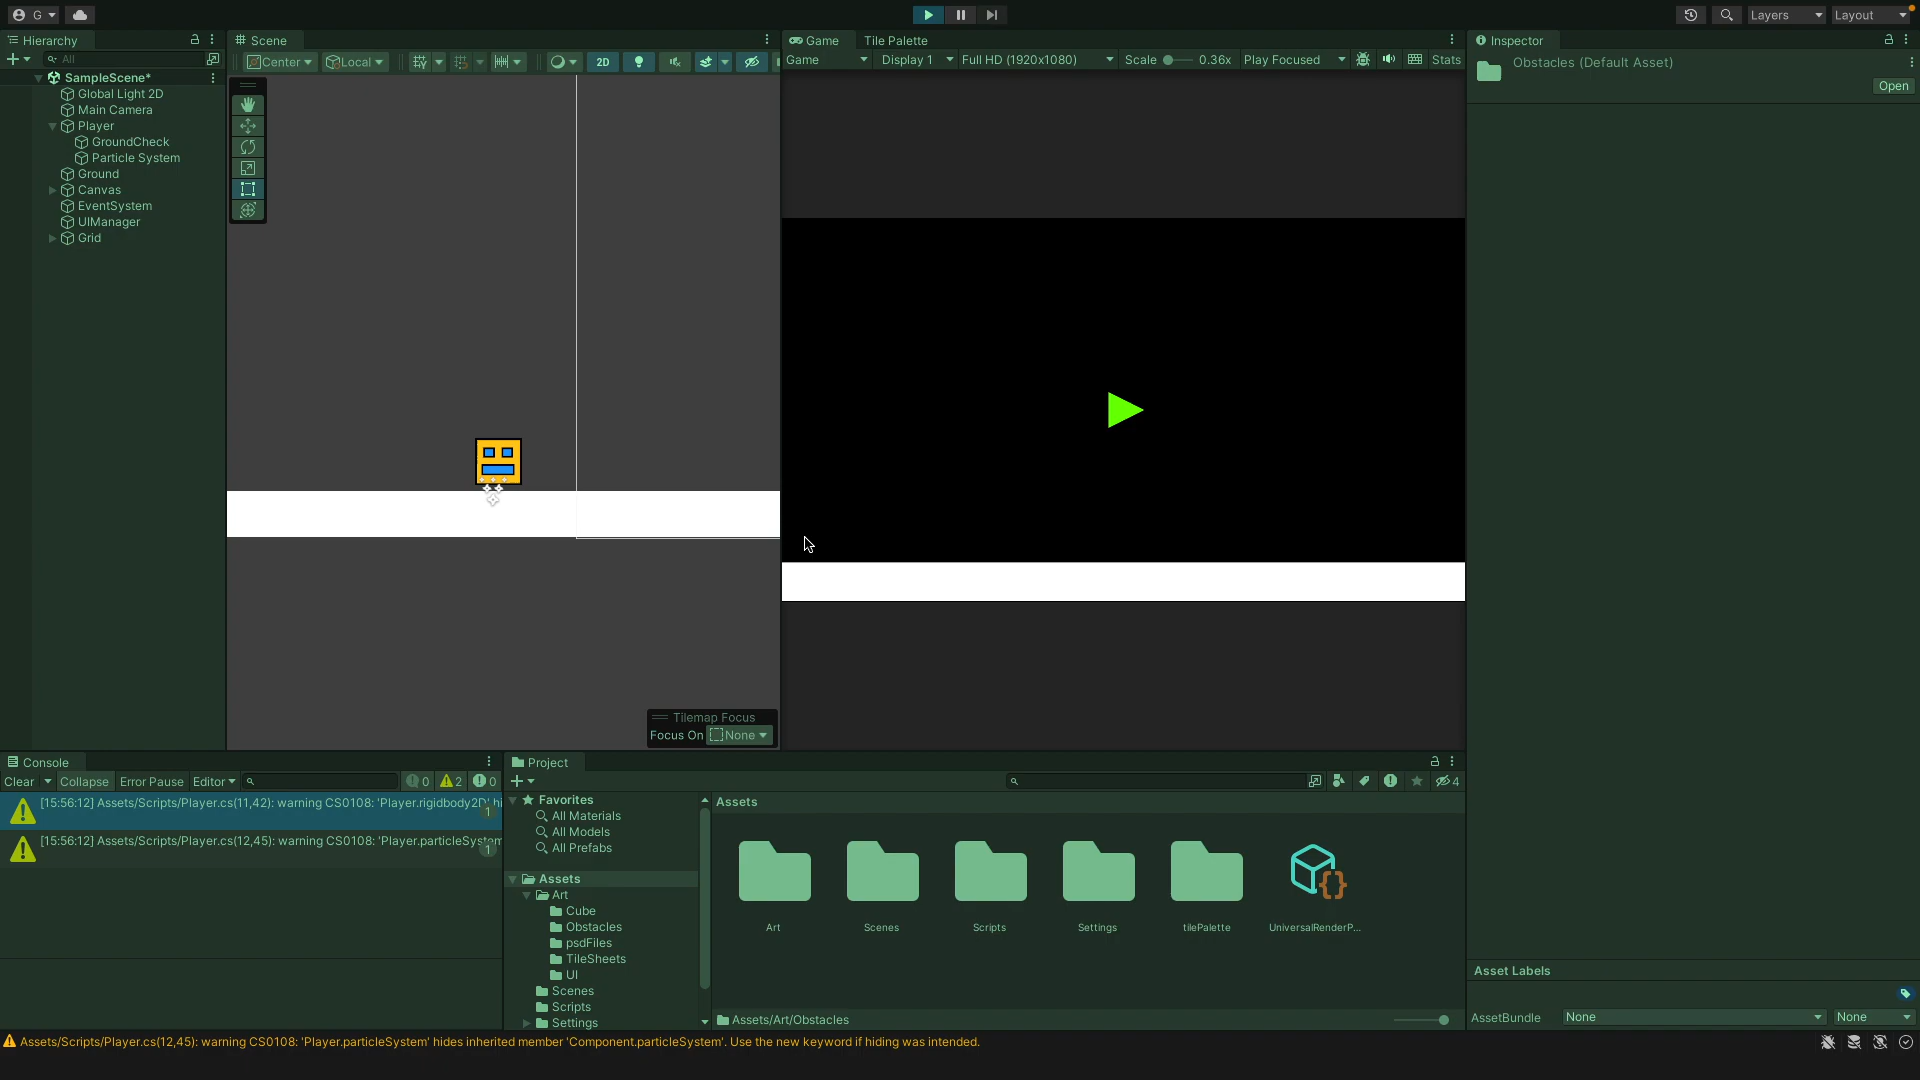 G
Layers
Layout
Hierarchy
All
SampleScene*
Global Light 2D
Main Camera
Player
GroundCheck
Particle System
Ground
Canvas
EventSystem
UIManager
Grid
Scene
Center
Local
2D
Tilemap Focus
Focus On None
Game
Tile Palette
Game
Display 1
Full HD (1920x1080)
Scale 0.36x
Play Focused
Stats
Inspector
Obstacles (Default Asset)
Open
Console
Clear
Collapse
Error Pause
Editor
0
2
0
[15:56:12] Assets/Scripts/Player.cs(11,42): warning CS0108: 'Player.rigidbody2D' hi
1
[15:56:12] Assets/Scripts/Player.cs(12,45): warning CS0108: 'Player.particleSystem
1
Project
4
Favorites
All Materials
All Models
All Prefabs
Assets
Art
Cube
Obstacles
psdFiles
TileSheets
UI
Scenes
Scripts
Settings
Assets
Art
Scenes
Scripts
Settings
tilePalette
UniversalRenderP...
Assets/Art/Obstacles
Asset Labels
AssetBundle
None
None
Assets/Scripts/Player.cs(12,45): warning CS0108: 'Player.particleSystem' hides inherited member 'Component.particleSystem'. Use the new keyword if hiding was intended.